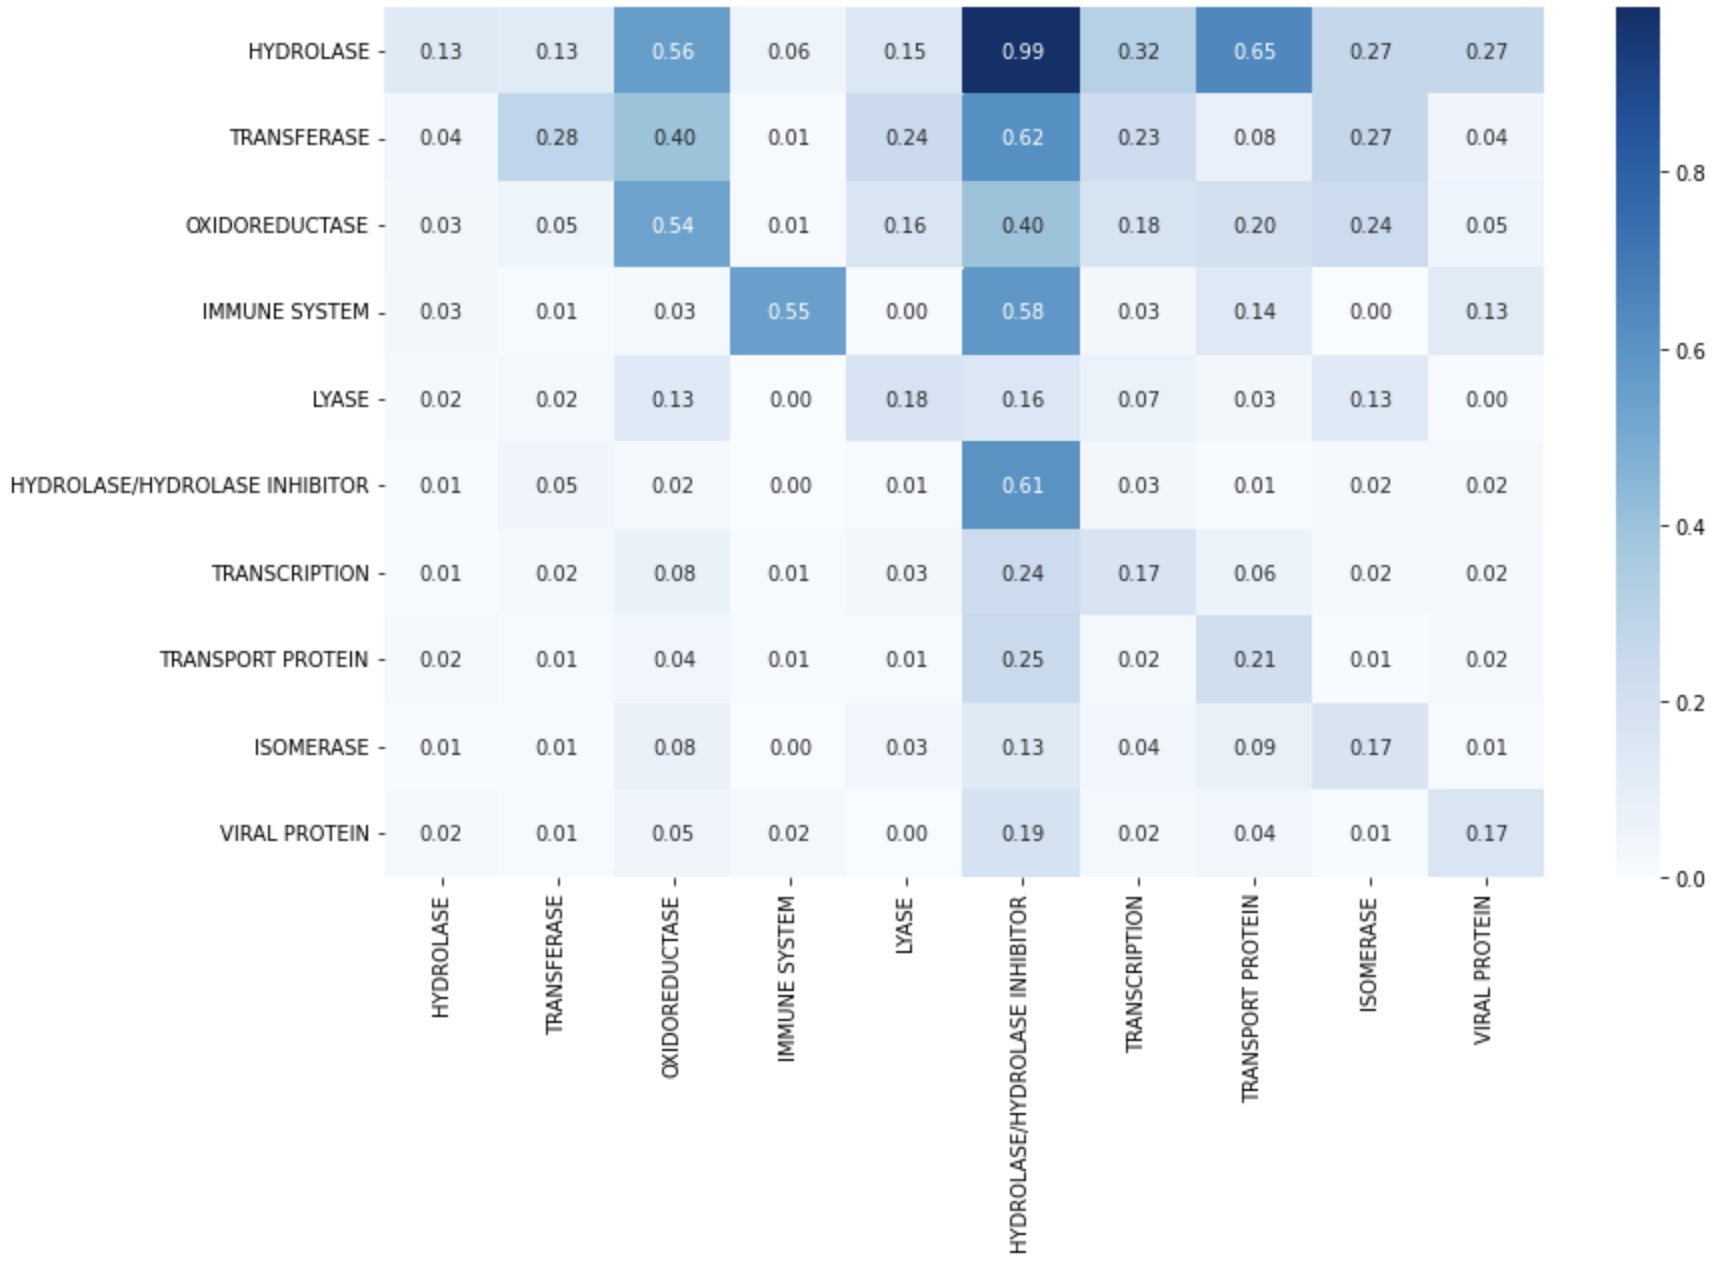 HYDROLASE 0.13 0.13 0.56 0.06 0.15 0.99 0.32 0.65 0.27 0.27
TRANSFERASE 0.04 0.28 0.40 0.01 0.24 0.62 0.23 0.08 0.27 0.04
OXIDOREDUCTASE 0.03 0.05 0.54 0.01 0.16 0.40 0.18 0.20 0.24 0.05
IMMUNE SYSTEM 0.03 0.01 0.03 0.55 0.00 0.58 0.03 0.14 0.00 0.13
LYASE 0.02 0.02 0.13 0.00 0.18 0.16 0.07 0.03 0.13 0.00
HYDROLASE/HYDROLASE INHIBITOR 0.01 0.05 0.02 0.00 0.01 0.61 0.03 0.01 0.02 0.02
TRANSCRIPTION 0.01 0.02 0.08 0.01 0.03 0.24 0.17 0.06 0.02 0.02
TRANSPORT PROTEIN 0.02 0.01 0.04 0.01 0.01 0.25 0.02 0.21 0.01 0.02
ISOMERASE 0.01 0.01 0.08 0.00 0.03 0.13 0.04 0.09 0.17 0.01
VIRAL PROTEIN 0.02 0.01 0.05 0.02 0.00 0.19 0.02 0.04 0.01 0.17
HYDROLASE
TRANSFERASE
OXIDOREDUCTASE
IMMUNE SYSTEM
LYASE
HYDROLASE/HYDROLASE INHIBITOR
TRANSCRIPTION
TRANSPORT PROTEIN
ISOMERASE
VIRAL PROTEIN
0.8
0.6
0.4
0.2
0.0